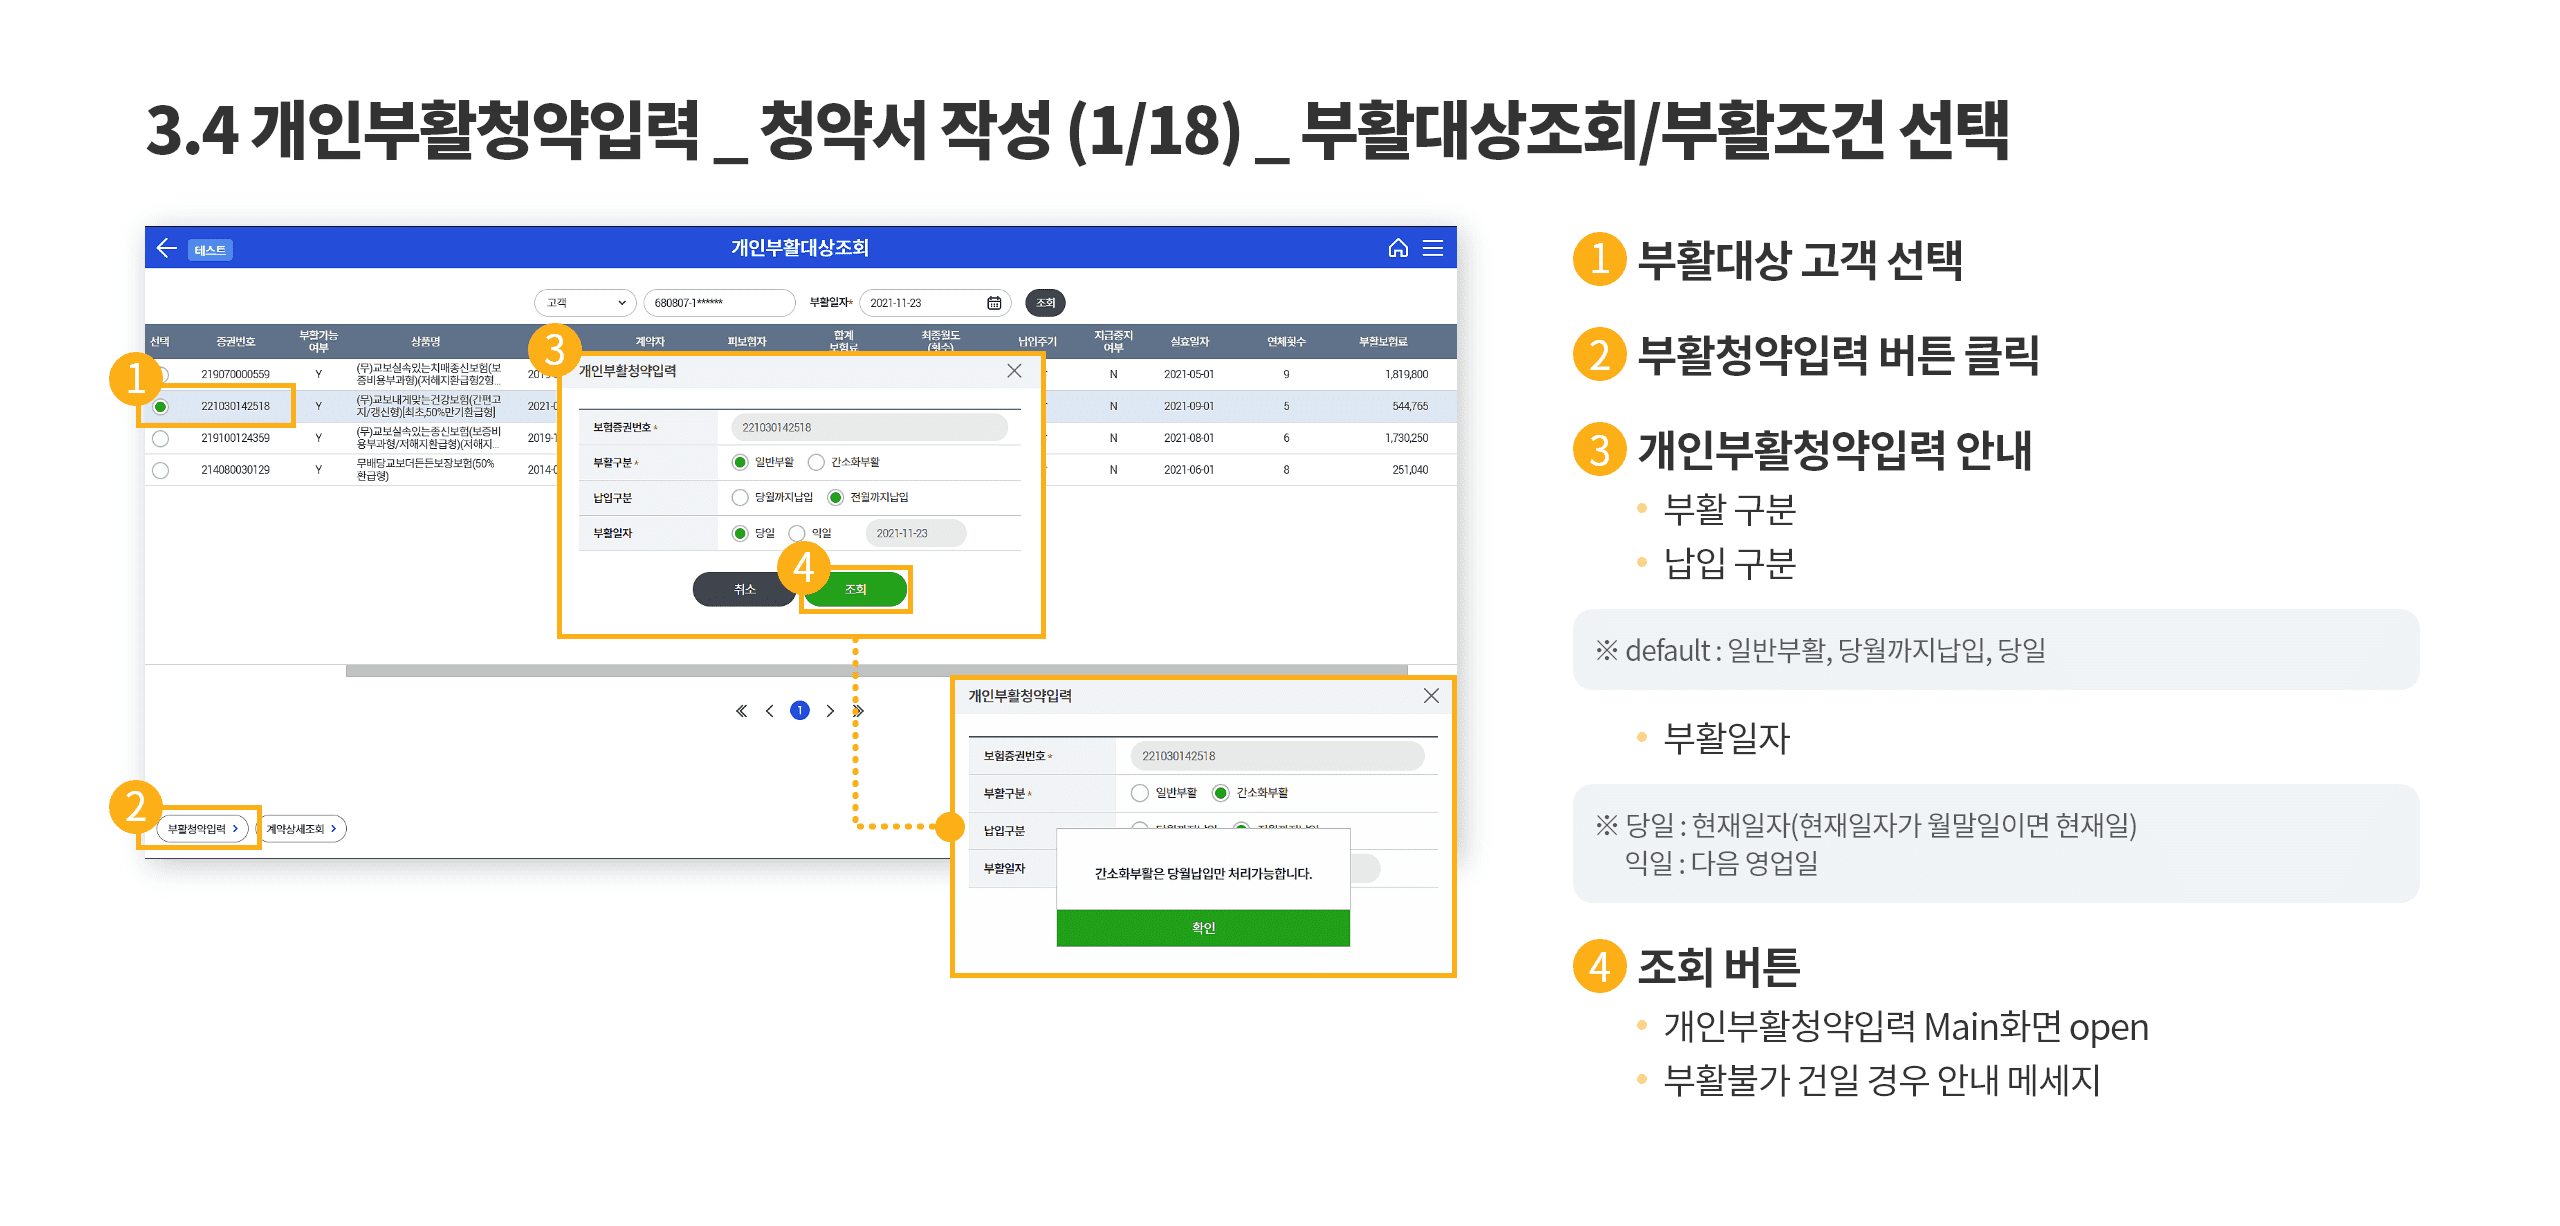 3.4 개인부활청약입력 _ 청약서 작성 (1/18) _ 부활대상조회/부활조건 선택
테스트
개인부활대상조회
고객
680807-1******
부활일자*
2021-11-23
조회
선택
증권번호
부활가능
여부
상품명
계약자
피보험자
합계
보험료
최종월도
(횟수)
납입주기
지급중지
여부
실효일자
연체횟수
부활보험료
219070000559
Y
(무)교보실속있는치매종신보험(보
증비용부과형)(저해지환급형2형...
N
2021-05-01
9
1,819,800
221030142518
Y
(무)교보내게맞는건강보험(간편고
지/갱신형)[최초,50%만기환급형]
2021-0
N
2021-09-01
5
544,765
219100124359
Y
(무)교보실속있는종신보험(보증비
용부과형/저해지환급형)(저해지...
2019-1
N
2021-08-01
6
1,730,250
214080030129
Y
무배당교보더든든보장보험(50%
환급형)
2014-0
N
2021-06-01
8
251,040
1
3
개인부활청약입력
보험증권번호 *
221030142518
부활구분 *
일반부활
간소화부활
납입구분
당월까지납입
전월까지납입
부활일자
당일
익일
2021-11-23
취소
4
조회
1
2
부활청약입력
계약상세조회
개인부활청약입력
보험증권번호 *
221030142518
부활구분 *
일반부활
간소화부활
납입구분
부활일자
간소화부활은 당월납입만 처리가능합니다.
확인
1 부활대상 고객 선택
2 부활청약입력 버튼 클릭
3 개인부활청약입력 안내
• 부활 구분
• 납입 구분
※ default : 일반부활, 당월까지납입, 당일
• 부활일자
※ 당일 : 현재일자(현재일자가 월말일이면 현재일)
익일 : 다음 영업일
4 조회 버튼
• 개인부활청약입력 Main화면 open
• 부활불가 건일 경우 안내 메세지